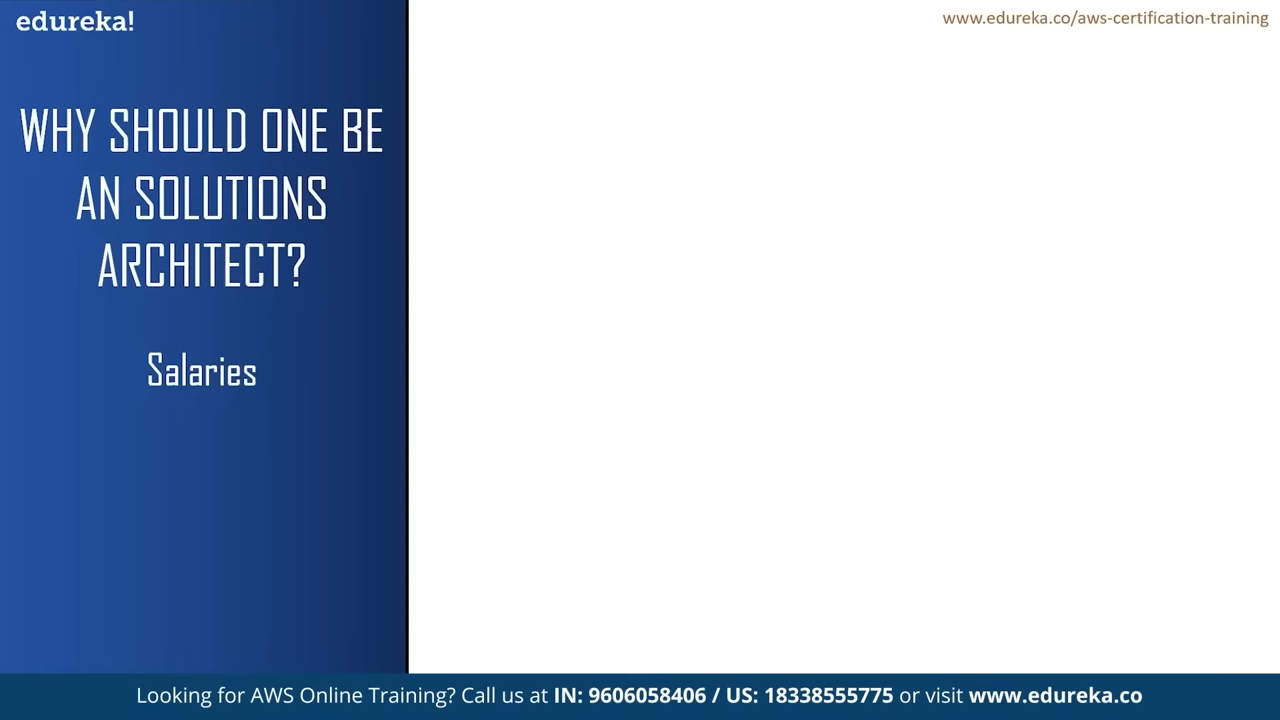 edureka!
www.edureka.co/aws-certification-training
WHY SHOULD ONE BE
AN SOLUTIONS
ARCHITECT?
Salaries
Looking for AWS Online Training? Call us at IN: 9606058406 / US: 18338555775 or visit www.edureka.co